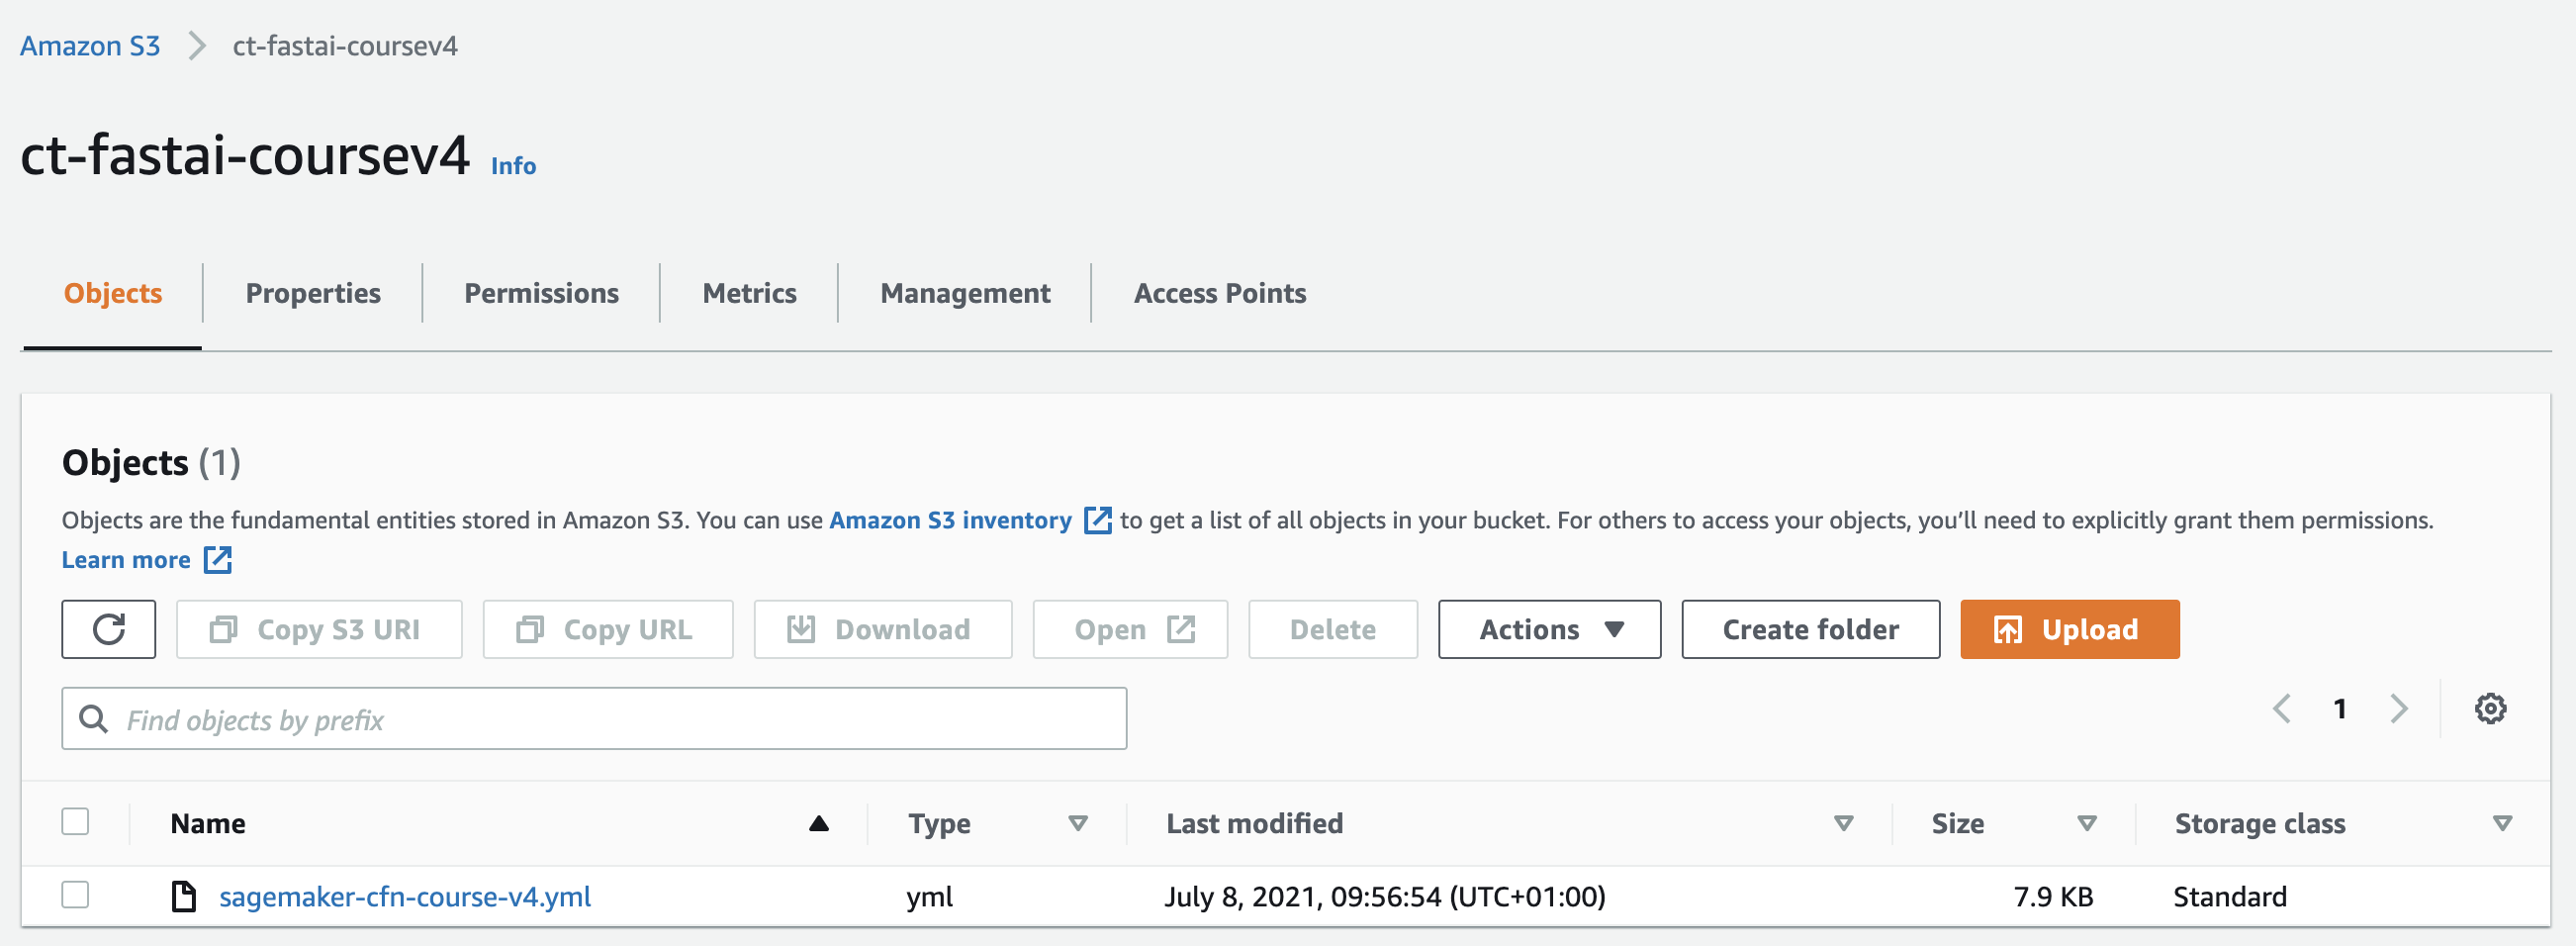 Amazon S3 > ct-fastai-coursev4
ct-fastai-coursev4 Info
Objects Properties Permissions Metrics Management Access Points
Objects (1)
Objects are the fundamental entities stored in Amazon S3. You can use Amazon S3 inventory to get a list of all objects in your bucket. For others to access your objects, you’ll need to explicitly grant them permissions.
Learn more
Copy S3 URI Copy URL Download Open Delete Actions Create folder Upload
Find objects by prefix 1
Name Type Last modified Size Storage class
sagemaker-cfn-course-v4.yml yml July 8, 2021, 09:56:54 (UTC+01:00) 7.9 KB Standard